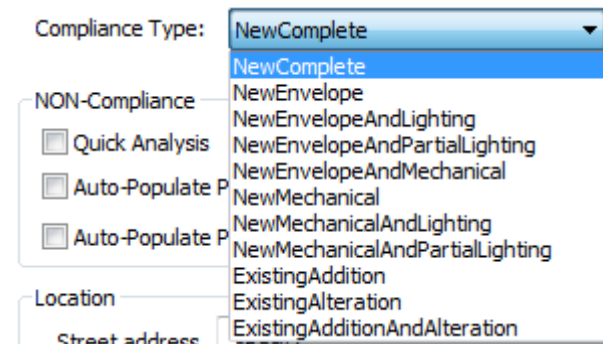 Compliance Type: NewComplete
NewComplete
NON-Compliance NewEnvelope
NewEnvelopeAndLighting
Quick Analysis NewEnvelopeAndPartialLighting
NewEnvelopeAndMechanical
Auto-Populate P NewMechanical
NewMechanicalAndLighting
Auto-Populate P NewMechanicalAndPartialLighting
ExistingAddition
Location ExistingAlteration
Street address ExistingAdditionAndAlteration